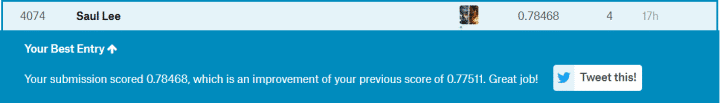 4074 Saul Lee 0.78468 4 17h
Your Best Entry ↑
Your submission scored 0.78468, which is an improvement of your previous score of 0.77511. Great job! Tweet this!